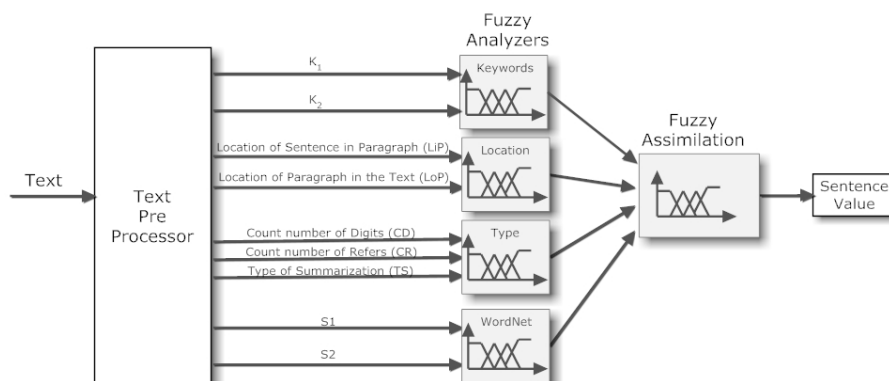 Fuzzy
Analyzers
Text
Text
Pre
Processor
K1
K2
Location of Sentence in Paragraph (LiP)
Location of Paragraph in the Text (LoP)
Count number of Digits (CD)
Count number of Refers (CR)
Type of Summarization (TS)
S1
S2
Keywords
Location
Type
WordNet
Fuzzy
Assimilation
Sentence
Value